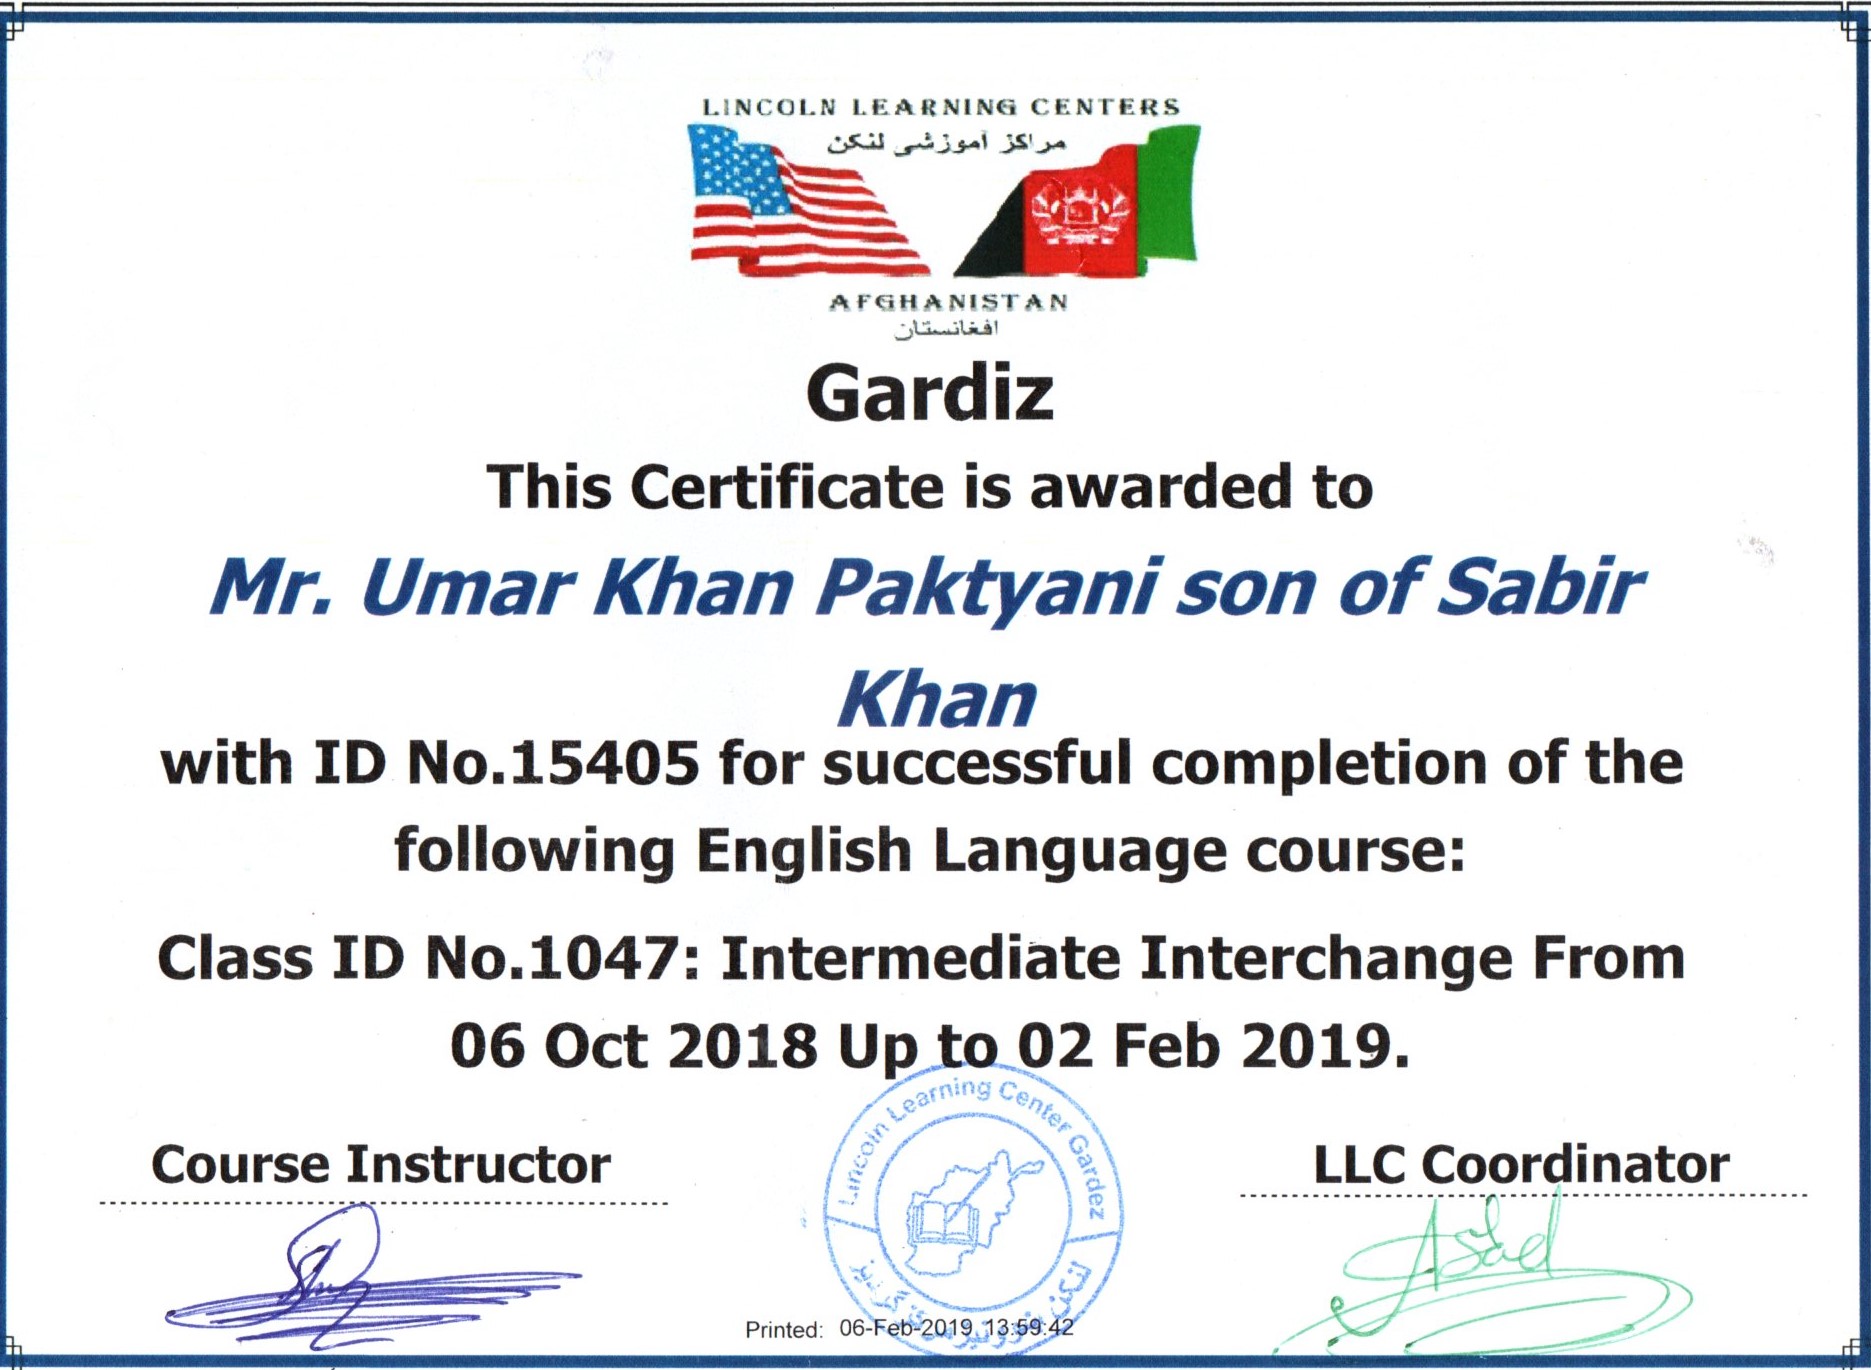 LINCOLN LEARNING CENTERS
مراکز آموزشی لنکن
AFGHANISTAN
افغانستان
Gardiz
This Certificate is awarded to
Mr. Umar Khan Paktyani son of Sabir
Khan
with ID No.15405 for successful completion of the
following English Language course:
Class ID No.1047: Intermediate Interchange From
06 Oct 2018 Up to 02 Feb 2019.
Course Instructor
LLC Coordinator
Lincoln Learning Center Gardez
Asad
Printed: 06-Feb-2019 13:59:42